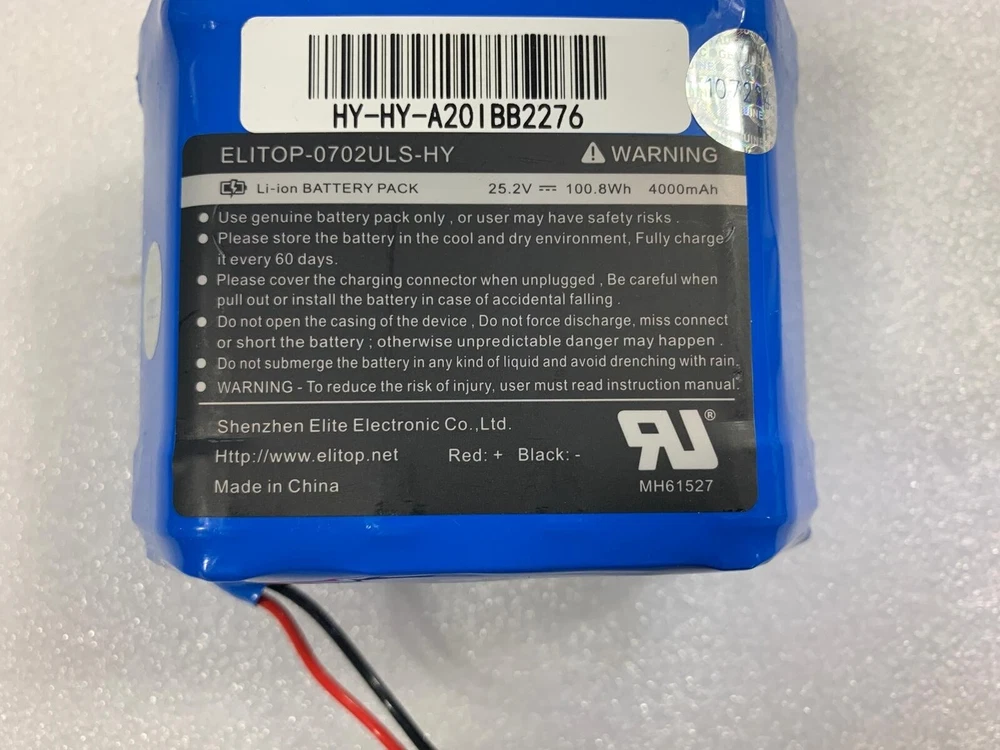 HY-HY-A201BB2276
ELITOP-0702ULS-HY
⚠ WARNING
Li-ion BATTERY PACK 25.2V ⎓ 100.8Wh 4000mAh
● Use genuine battery pack only , or user may have safety risks .
● Please store the battery in the cool and dry environment, Fully charge
it every 60 days.
● Please cover the charging connector when unplugged , Be careful when
pull out or install the battery in case of accidental falling .
● Do not open the casing of the device , Do not force discharge, miss connect
or short the battery ; otherwise unpredictable danger may happen .
● Do not submerge the battery in any kind of liquid and avoid drenching with rain.
● WARNING - To reduce the risk of injury, user must read instruction manual.
Shenzhen Elite Electronic Co.,Ltd.
Http://www.elitop.net Red: + Black: -
Made in China
RU®
MH61527